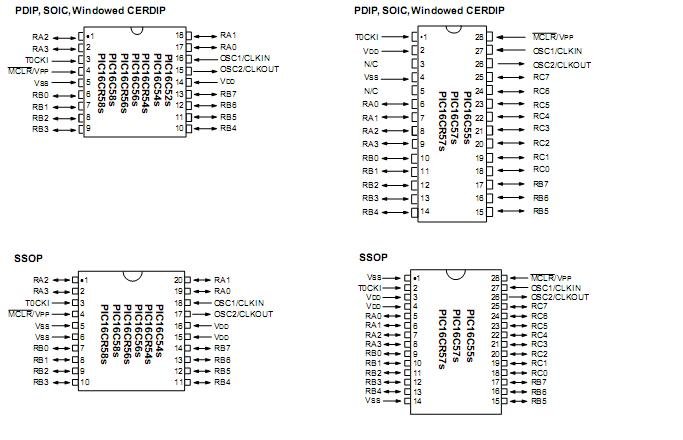 PDIP, SOIC, Windowed CERDIP
RA2 •1 18 RA1
RA3 2 17 RA0
T0CKI 3 16 OSC1/CLKIN
MCLR/VPP 4 15 OSC2/CLKOUT
VSS 5 14 VDD
RB0 6 13 RB7
RB1 7 12 RB6
RB2 8 11 RB5
RB3 9 10 RB4
PIC16C52s
PIC16C54s
PIC16CR54s
PIC16C56s
PIC16CR56s
PIC16C58s
PIC16CR58s
PDIP, SOIC, Windowed CERDIP
T0CKI •1 28 MCLR/VPP
VDD 2 27 OSC1/CLKIN
N/C 3 26 OSC2/CLKOUT
VSS 4 25 RC7
N/C 5 24 RC6
RA0 6 23 RC5
RA1 7 22 RC4
RA2 8 21 RC3
RA3 9 20 RC2
RB0 10 19 RC1
RB1 11 18 RC0
RB2 12 17 RB7
RB3 13 16 RB6
RB4 14 15 RB5
PIC16C55s
PIC16C57s
PIC16CR57s
SSOP
RA2 •1 20 RA1
RA3 2 19 RA0
T0CKI 3 18 OSC1/CLKIN
MCLR/VPP 4 17 OSC2/CLKOUT
VSS 5 16 VDD
VSS 6 15 VDD
RB0 7 14 RB7
RB1 8 13 RB6
RB2 9 12 RB5
RB3 10 11 RB4
PIC16C54s
PIC16CR54s
PIC16C56s
PIC16CR56s
PIC16C58s
PIC16CR58s
SSOP
VSS •1 28 MCLR/VPP
T0CKI 2 27 OSC1/CLKIN
VDD 3 26 OSC2/CLKOUT
VDD 4 25 RC7
RA0 5 24 RC6
RA1 6 23 RC5
RA2 7 22 RC4
RA3 8 21 RC3
RB0 9 20 RC2
RB1 10 19 RC1
RB2 11 18 RC0
RB3 12 17 RB7
RB4 13 16 RB6
VSS 14 15 RB5
PIC16C55s
PIC16C57s
PIC16CR57s